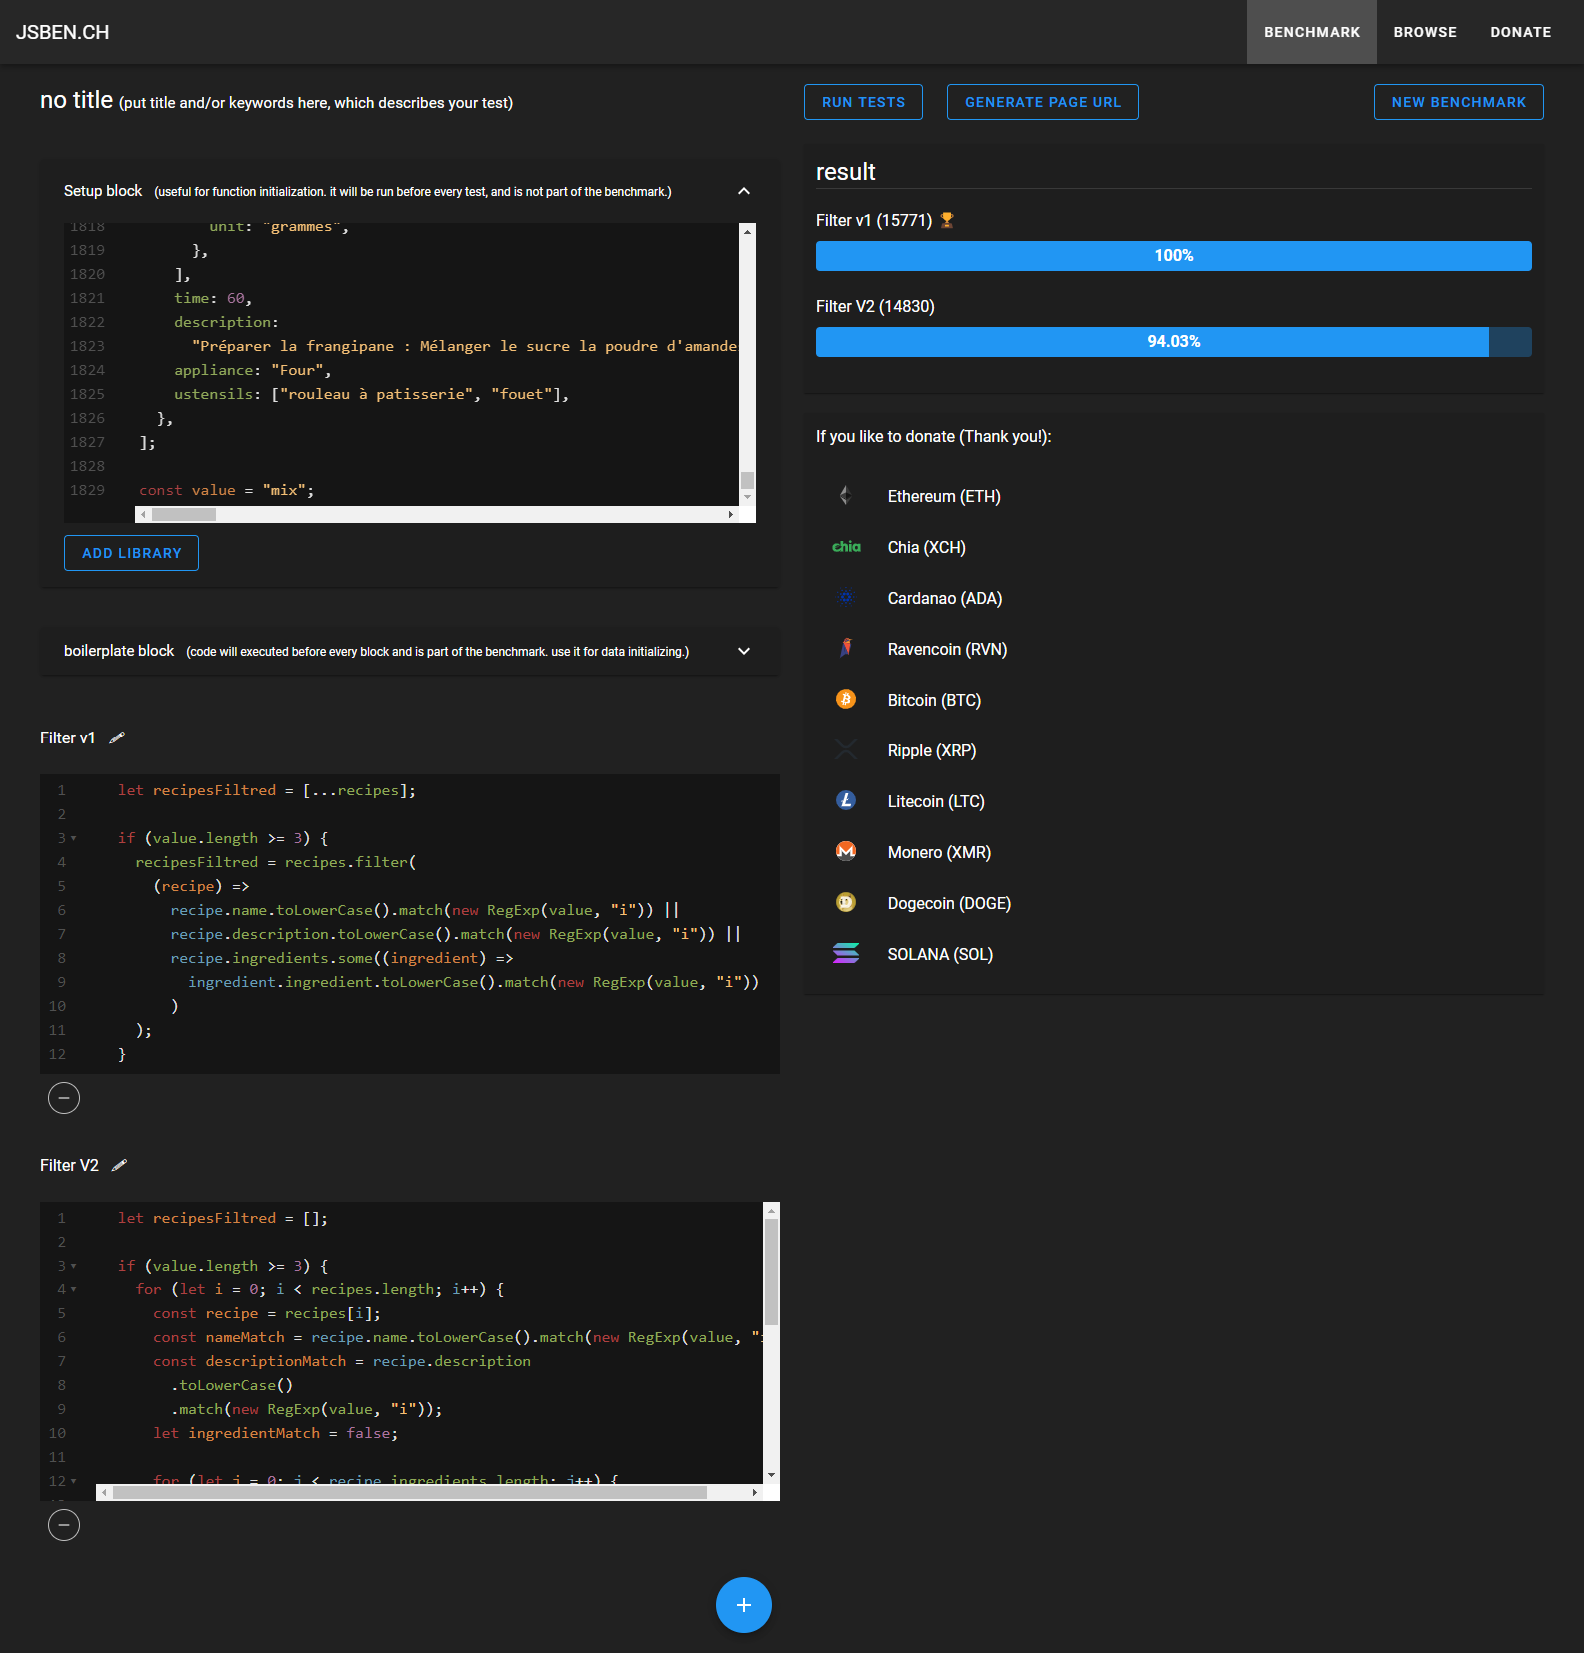 JSBEN.CH
BENCHMARK
BROWSE
DONATE
no title (put title and/or keywords here, which describes your test)
RUN TESTS
GENERATE PAGE URL
NEW BENCHMARK
Setup block (useful for function initialization. it will be run before every test, and is not part of the benchmark.)
1818 unit: "grammes",
1819 },
1820 ],
1821 time: 60,
1822 description:
1823 "Préparer la frangipane : Mélanger le sucre la poudre d'amande
1824 appliance: "Four",
1825 ustensils: ["rouleau à patisserie", "fouet"],
1826 },
1827 ];
1828
1829 const value = "mix";
ADD LIBRARY
boilerplate block (code will executed before every block and is part of the benchmark. use it for data initializing.)
Filter v1
1 let recipesFiltred = [...recipes];
2
3 if (value.length >= 3) {
4 recipesFiltred = recipes.filter(
5 (recipe) =>
6 recipe.name.toLowerCase().match(new RegExp(value, "i")) ||
7 recipe.description.toLowerCase().match(new RegExp(value, "i")) ||
8 recipe.ingredients.some((ingredient) =>
9 ingredient.ingredient.toLowerCase().match(new RegExp(value, "i"))
10 )
11 );
12 }
Filter V2
1 let recipesFiltred = [];
2
3 if (value.length >= 3) {
4 for (let i = 0; i < recipes.length; i++) {
5 const recipe = recipes[i];
6 const nameMatch = recipe.name.toLowerCase().match(new RegExp(value, "i
7 const descriptionMatch = recipe.description
8 .toLowerCase()
9 .match(new RegExp(value, "i"));
10 let ingredientMatch = false;
11
12 for (let j = 0; j < recipe.ingredients.length; j++) {
result
Filter v1 (15771)
100%
Filter V2 (14830)
94.03%
If you like to donate (Thank you!):
Ethereum (ETH)
chia Chia (XCH)
Cardanao (ADA)
Ravencoin (RVN)
Bitcoin (BTC)
Ripple (XRP)
Litecoin (LTC)
Monero (XMR)
Dogecoin (DOGE)
SOLANA (SOL)